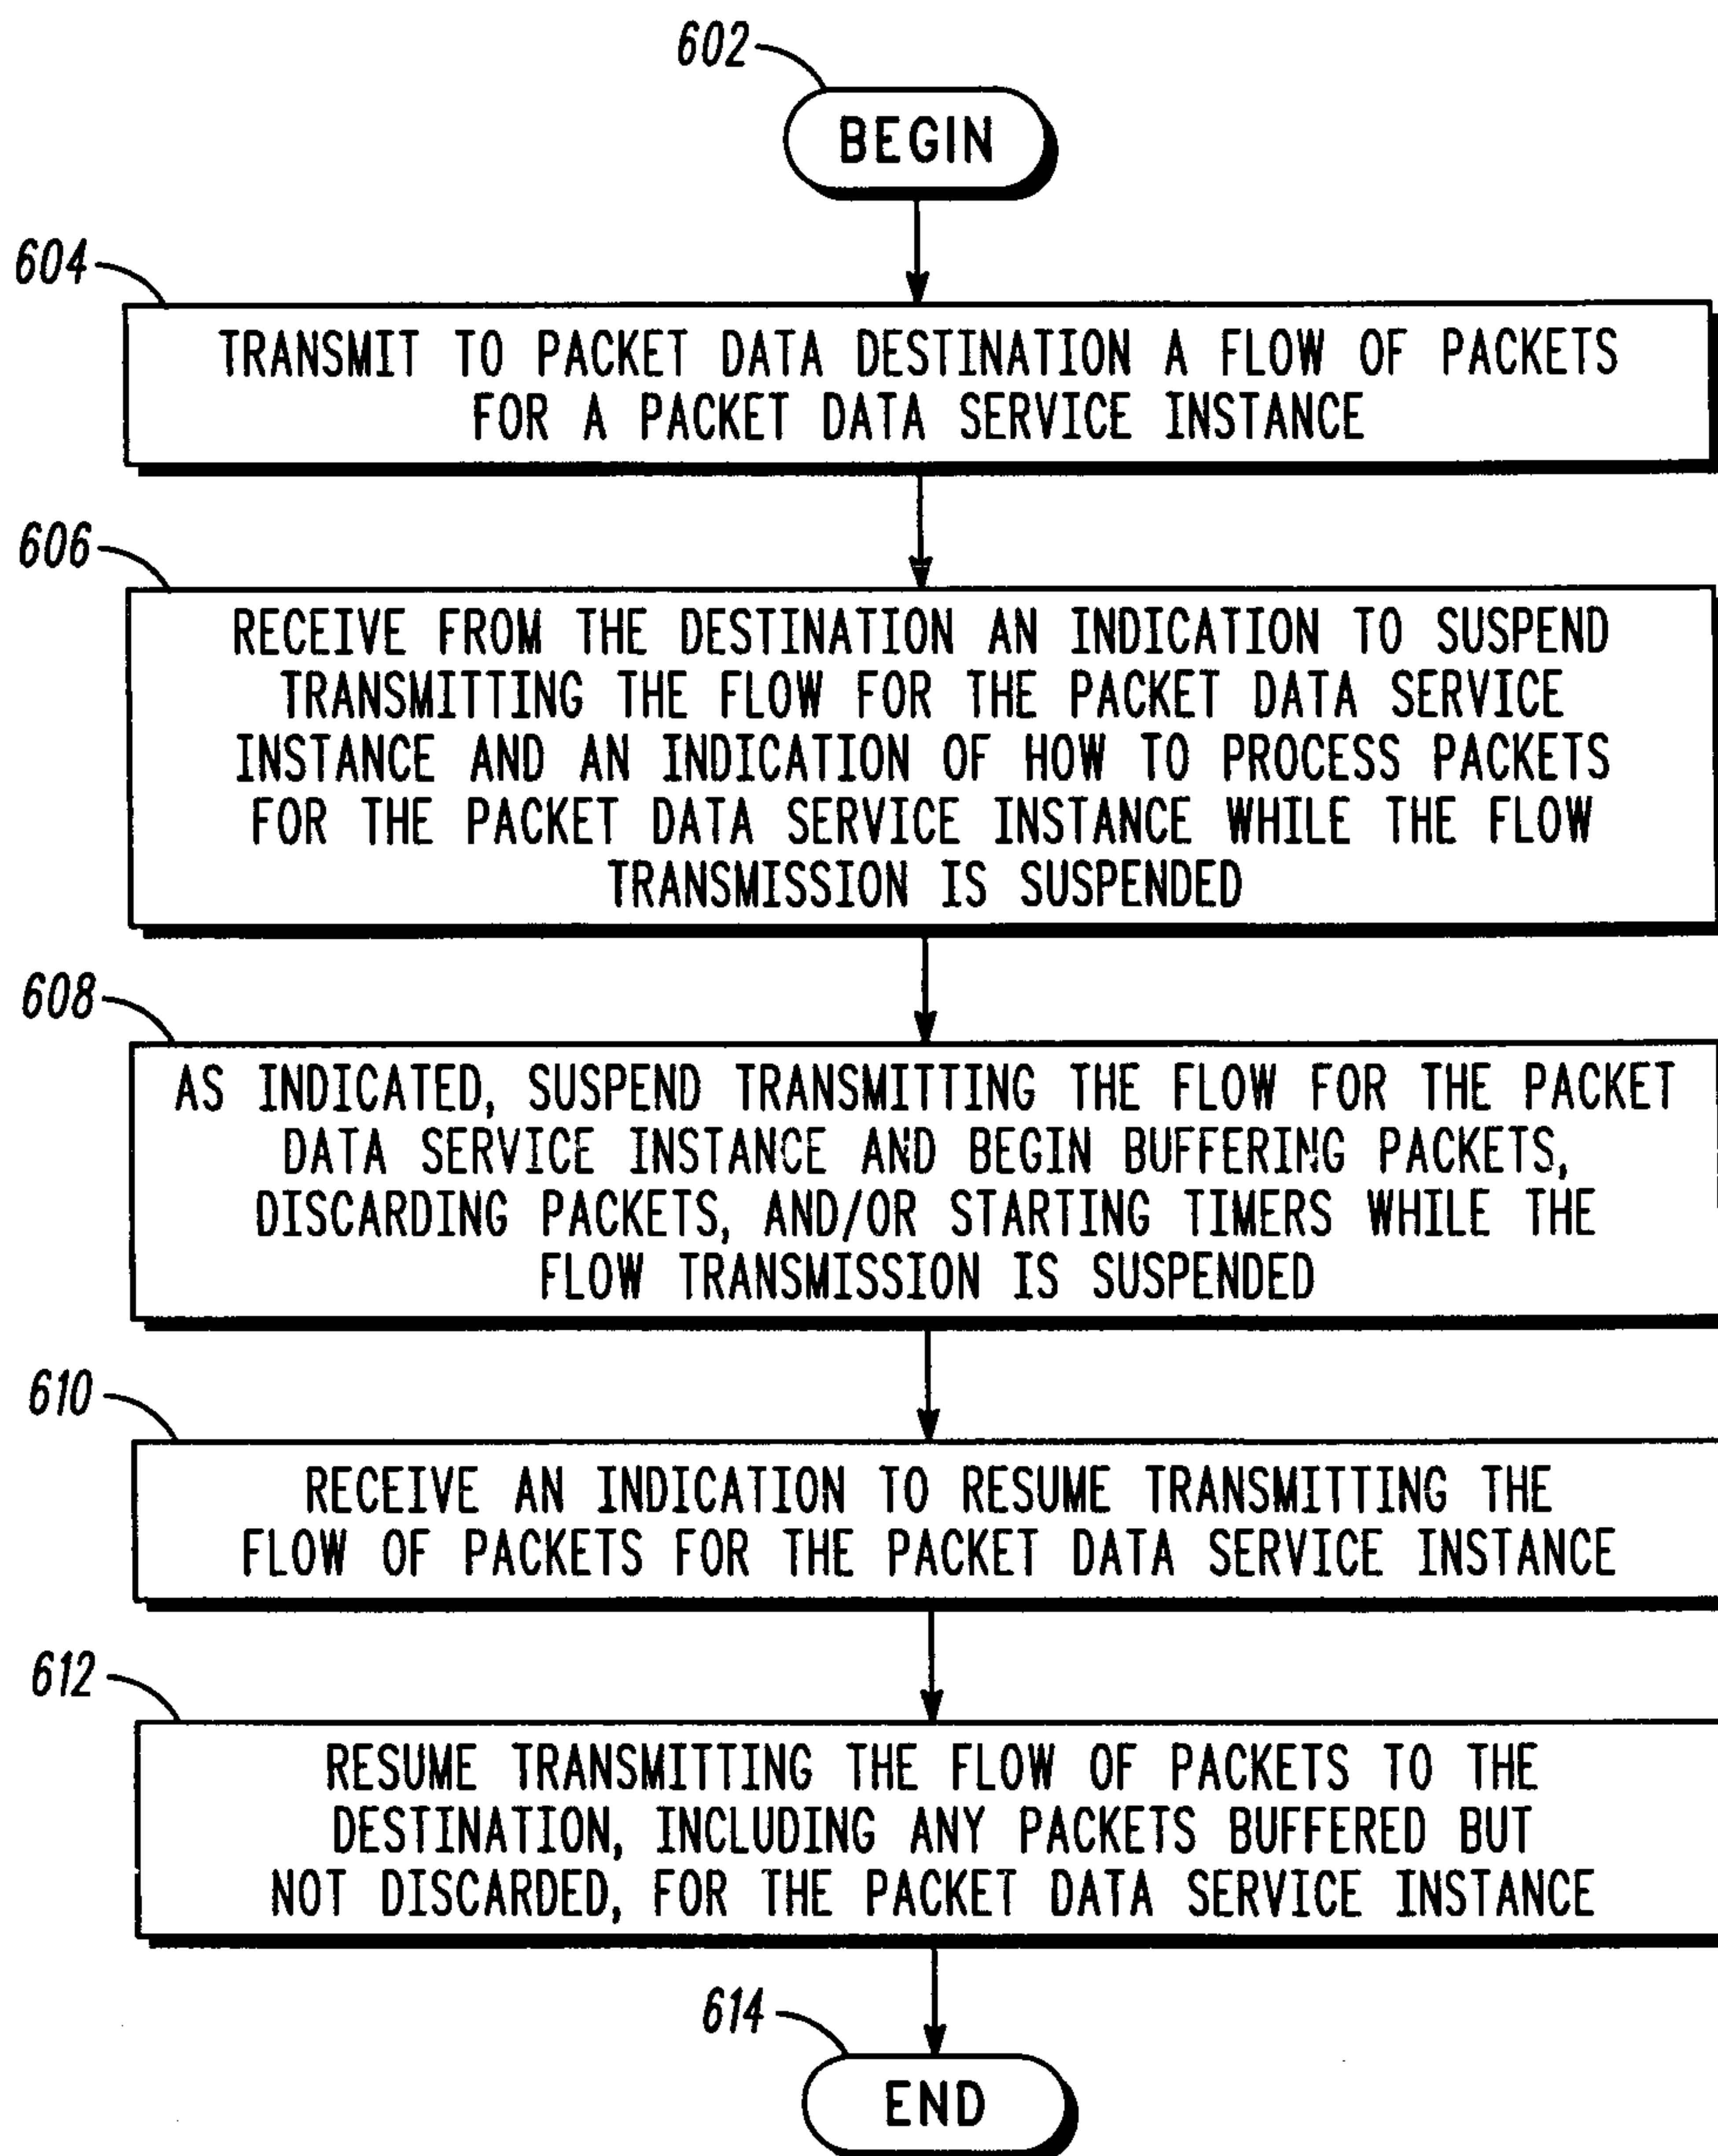 602
BEGIN
604
TRANSMIT TO PACKET DATA DESTINATION A FLOW OF PACKETS
FOR A PACKET DATA SERVICE INSTANCE
606
RECEIVE FROM THE DESTINATION AN INDICATION TO SUSPEND
TRANSMITTING THE FLOW FOR THE PACKET DATA SERVICE
INSTANCE AND AN INDICATION OF HOW TO PROCESS PACKETS
FOR THE PACKET DATA SERVICE INSTANCE WHILE THE FLOW
TRANSMISSION IS SUSPENDED
608
AS INDICATED, SUSPEND TRANSMITTING THE FLOW FOR THE PACKET
DATA SERVICE INSTANCE AND BEGIN BUFFERING PACKETS,
DISCARDING PACKETS, AND/OR STARTING TIMERS WHILE THE
FLOW TRANSMISSION IS SUSPENDED
610
RECEIVE AN INDICATION TO RESUME TRANSMITTING THE
FLOW OF PACKETS FOR THE PACKET DATA SERVICE INSTANCE
612
RESUME TRANSMITTING THE FLOW OF PACKETS TO THE
DESTINATION, INCLUDING ANY PACKETS BUFFERED BUT
NOT DISCARDED, FOR THE PACKET DATA SERVICE INSTANCE
614
END